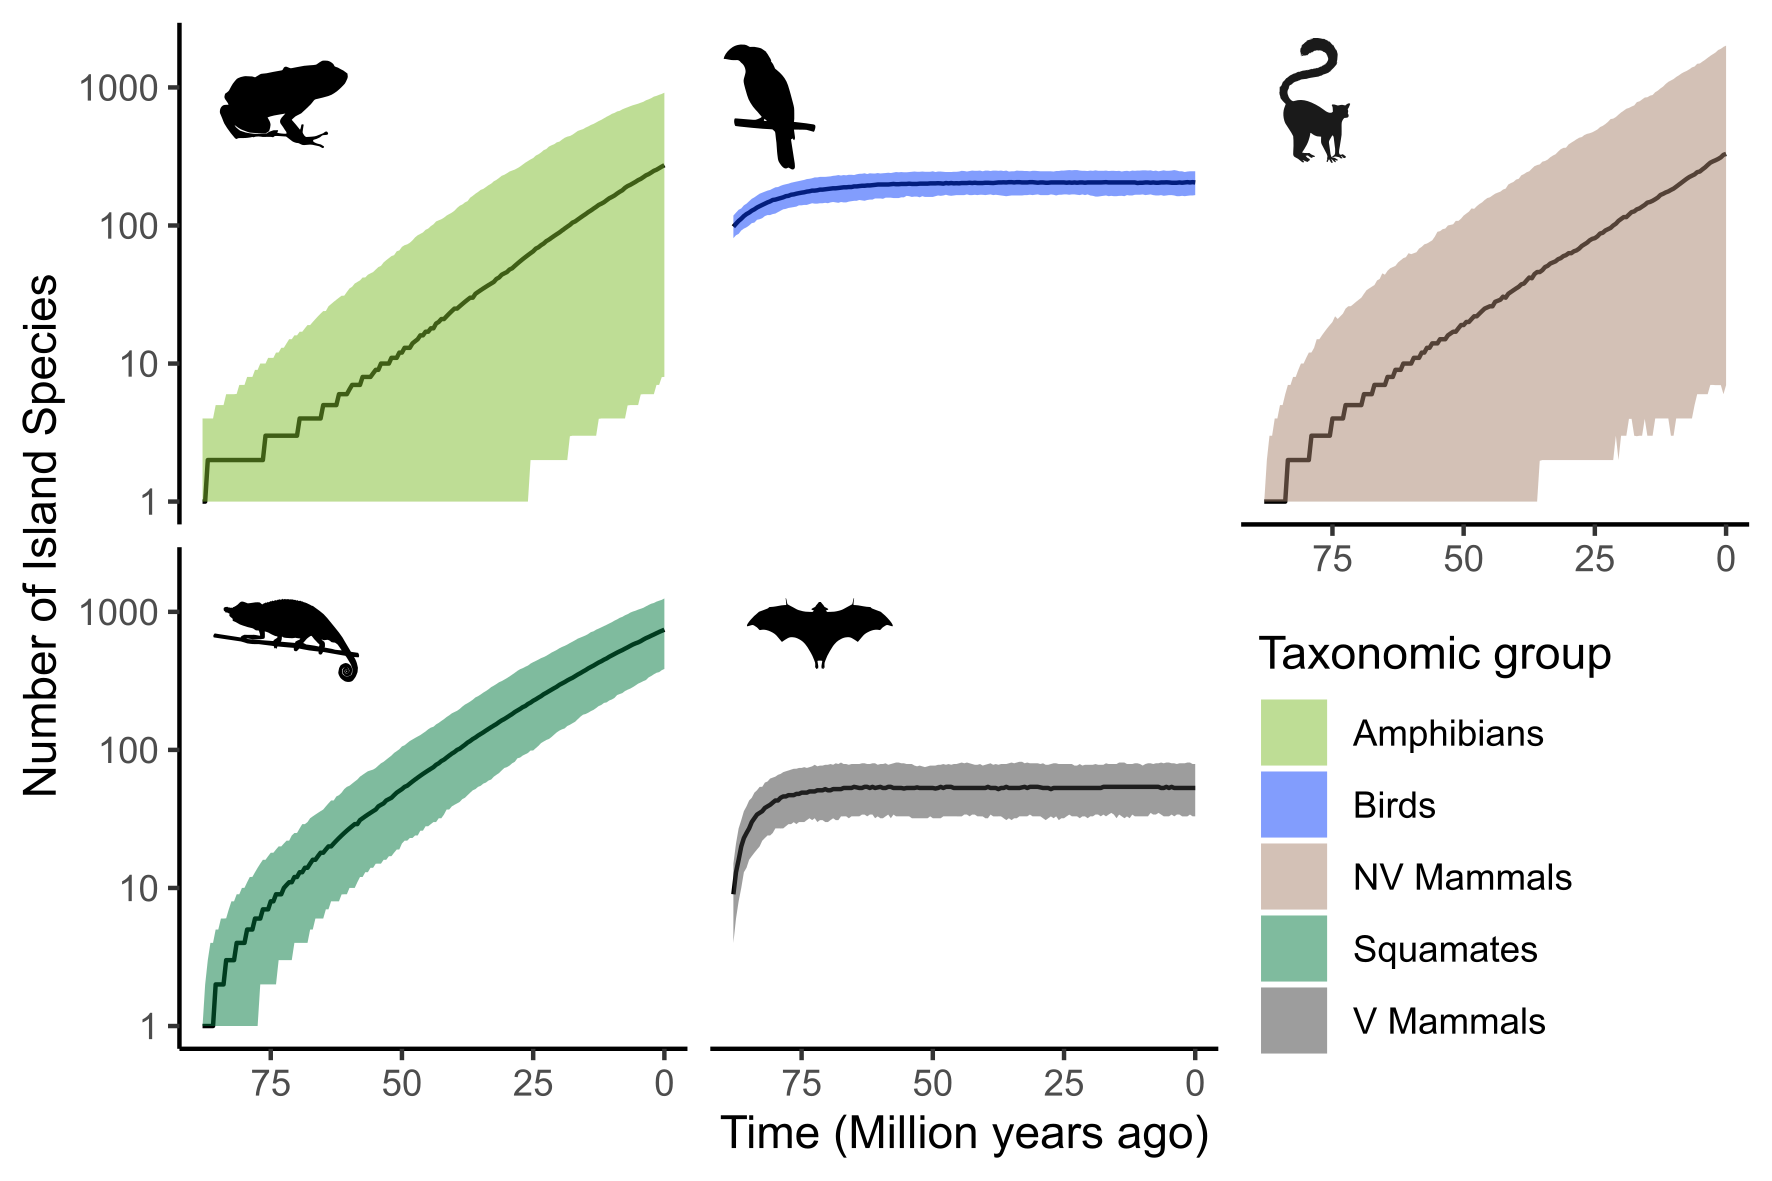 Number of Island Species
1000
100
10
1
75 50 25 0
1000
100
10
1
75 50 25 0
75 50 25 0
Time (Million years ago)
Taxonomic group
Amphibians
Birds
NV Mammals
Squamates
V Mammals